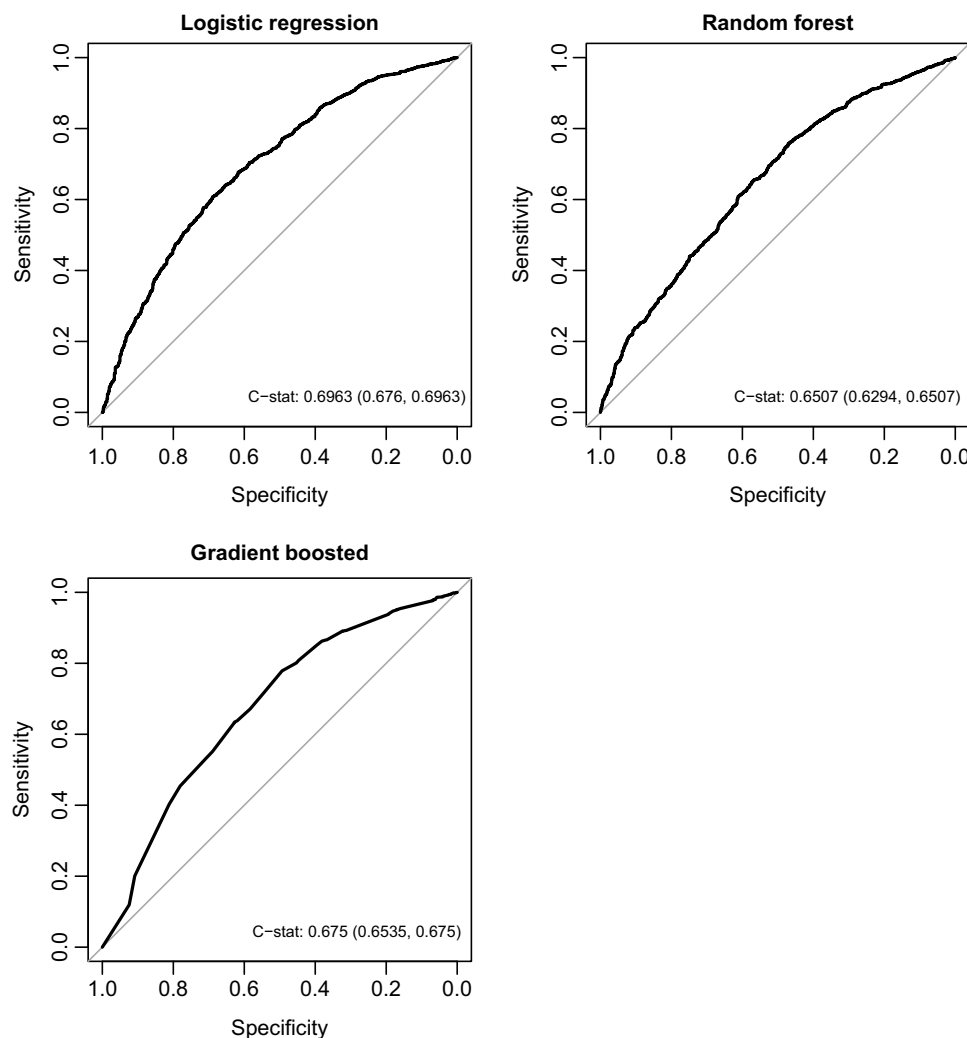 Logistic regression
1.0
0.8
0.6
0.4
0.2
0.0
Sensitivity
C−stat: 0.6963 (0.676, 0.6963)
1.0 0.8 0.6 0.4 0.2 0.0
Specificity
Random forest
1.0
0.8
0.6
0.4
0.2
0.0
Sensitivity
C−stat: 0.6507 (0.6294, 0.6507)
1.0 0.8 0.6 0.4 0.2 0.0
Specificity
Gradient boosted
1.0
0.8
0.6
0.4
0.2
0.0
Sensitivity
C−stat: 0.675 (0.6535, 0.675)
1.0 0.8 0.6 0.4 0.2 0.0
Specificity